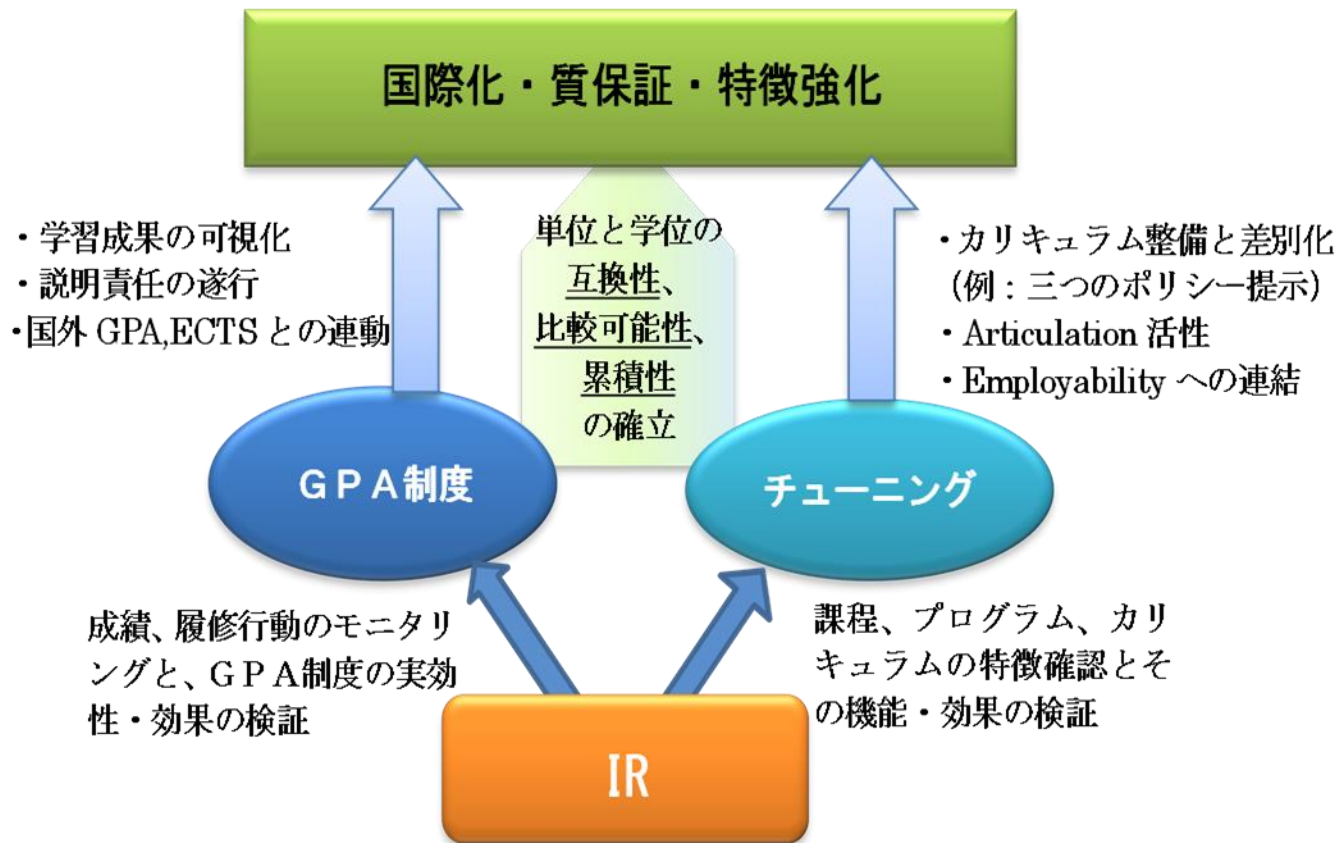 国際化・質保証・特徴強化
・学習成果の可視化
・説明責任の遂行
・国外 GPA,ECTS との連動
単位と学位の
互換性、
比較可能性、
累積性
の確立
・カリキュラム整備と差別化
(例：三つのポリシー提示)
・Articulation 活性
・Employability への連結
ＧＰＡ制度
チューニング
成績、履修行動のモニタリ
ングと、ＧＰＡ制度の実効
性・効果の検証
課程、プログラム、カリ
キュラムの特徴確認とそ
の機能・効果の検証
IR